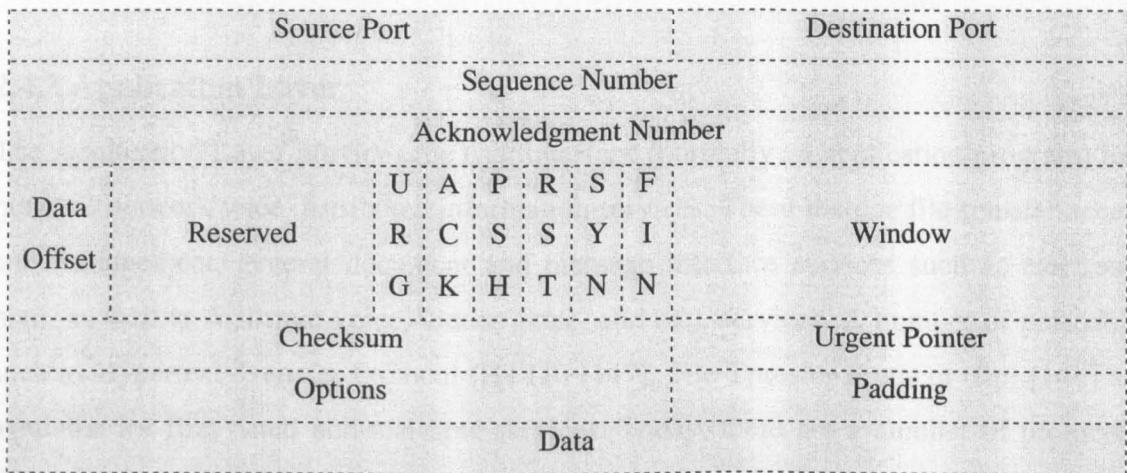 Source Port Destination Port
Sequence Number
Acknowledgment Number
U A P R S F
Data Reserved R C S S Y I Window
Offset
G K H T N N
Checksum Urgent Pointer
Options Padding
Data